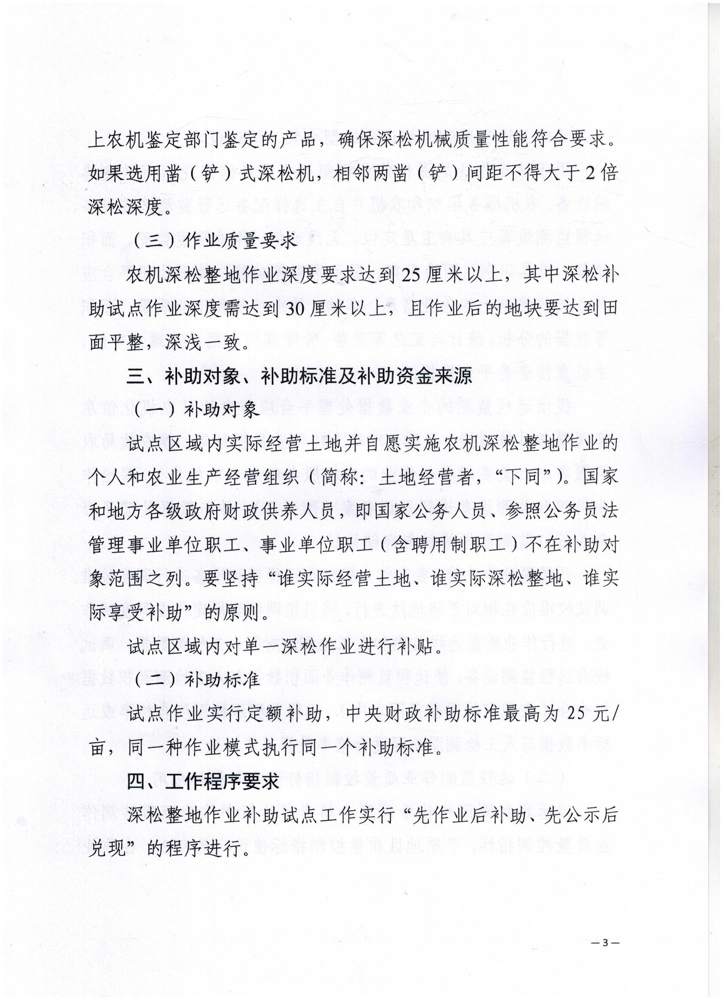 上农机鉴定部门鉴定的产品，确保深松机械质量性能符合要求。
如果选用凿（铲）式深松机，相邻两凿（铲）间距不得大于 2 倍
深松深度。
（三）作业质量要求
农机深松整地作业深度要求达到 25 厘米以上，其中深松补
助试点作业深度需达到 30 厘米以上，且作业后的地块要达到田
面平整，深浅一致。
三、补助对象、补助标准及补助资金来源
（一）补助对象
试点区域内实际经营土地并自愿实施农机深松整地作业的
个人和农业生产经营组织（简称：土地经营者，“下同”）。国家
和地方各级政府财政供养人员，即国家公务人员、参照公务员法
管理事业单位职工、事业单位职工（含聘用制职工）不在补助对
象范围之列。要坚持“谁实际经营土地、谁实际深松整地、谁实
际享受补助”的原则。
试点区域内对单一深松作业进行补贴。
（二）补助标准
试点作业实行定额补助，中央财政补助标准最高为 25 元/
亩，同一种作业模式执行同一个补助标准。
四、工作程序要求
深松整地作业补助试点工作实行“先作业后补助、先公示后
兑现”的程序进行。
— 3 —